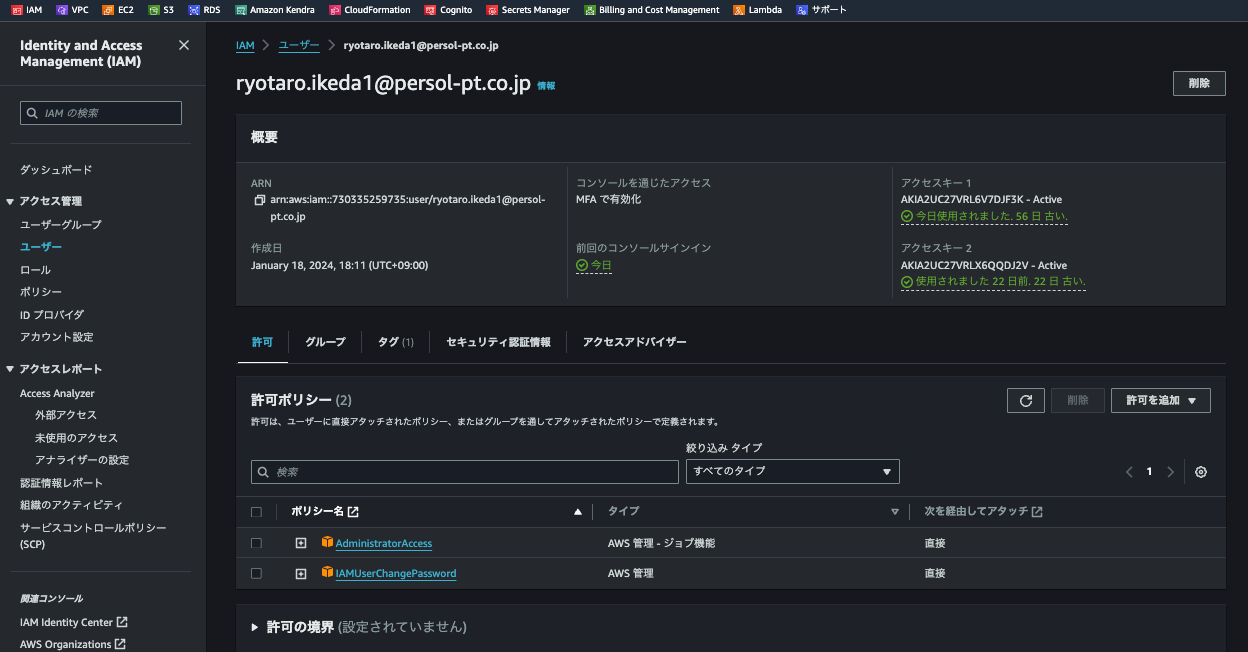 IAM VPC EC2 S3 RDS Amazon Kendra CloudFormation Cognito Secrets Manager Billing and Cost Management Lambda サポート
Identity and Access
Management (IAM)
IAM の検索
ダッシュボード
アクセス管理
ユーザーグループ
ユーザー
ロール
ポリシー
ID プロバイダ
アカウント設定
アクセスレポート
Access Analyzer
外部アクセス
未使用のアクセス
アナライザーの設定
認証情報レポート
組織のアクティビティ
サービスコントロールポリシー
(SCP)
関連コンソール
IAM Identity Center
AWS Organizations
IAM ユーザー ryotaro.ikeda1@persol-pt.co.jp
ryotaro.ikeda1@persol-pt.co.jp 情報
削除
概要
ARN
arn:aws:iam::730335259735:user/ryotaro.ikeda1@persol-
pt.co.jp
作成日
January 18, 2024, 18:11 (UTC+09:00)
コンソールを通じたアクセス
MFA で有効化
前回のコンソールサインイン
今日
アクセスキー 1
AKIA2UC27VRL6V7DJF3K - Active
今日使用されました. 56 日 古い.
アクセスキー 2
AKIA2UC27VRLX6QQDJ2V - Active
使用されました 22 日前. 22 日 古い.
許可 グループ タグ (1) セキュリティ認証情報 アクセスアドバイザー
許可ポリシー (2)
削除 許可を追加
許可は、ユーザーに直接アタッチされたポリシー、またはグループを通してアタッチされたポリシーで定義されます。
絞り込み タイプ
検索 すべてのタイプ 1
ポリシー名 タイプ 次を経由してアタッチ
AdministratorAccess AWS 管理 - ジョブ機能 直接
IAMUserChangePassword AWS 管理 直接
許可の境界 (設定されていません)